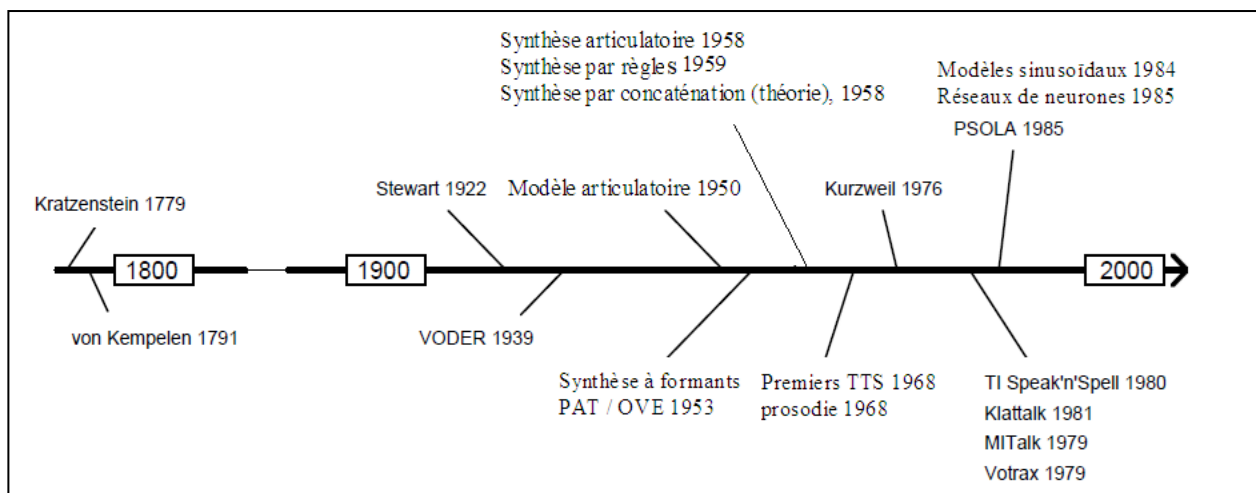 Synthèse articulatoire 1958
Synthèse par règles 1959
Synthèse par concaténation (théorie), 1958
Modèles sinusoïdaux 1984
Réseaux de neurones 1985
PSOLA 1985
Kratzenstein 1779
Stewart 1922
Modèle articulatoire 1950
Kurzweil 1976
1800
1900
2000
von Kempelen 1791
VODER 1939
Synthèse à formants
PAT / OVE 1953
Premiers TTS 1968
prosodie 1968
TI Speak'n'Spell 1980
Klattalk 1981
MITalk 1979
Votrax 1979